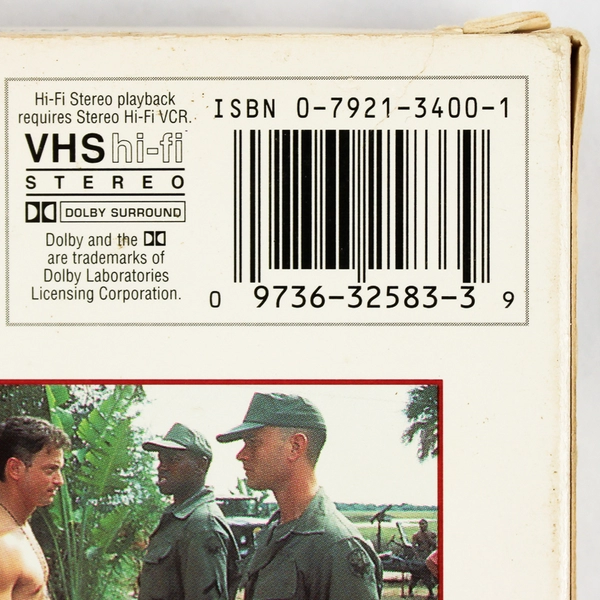 Hi-Fi Stereo playback
requires Stereo Hi-Fi VCR.
VHS hi-fi
STEREO
DOLBY SURROUND
Dolby and the
are trademarks of
Dolby Laboratories
Licensing Corporation.
ISBN 0-7921-3400-1
0 9736-32583-3 9